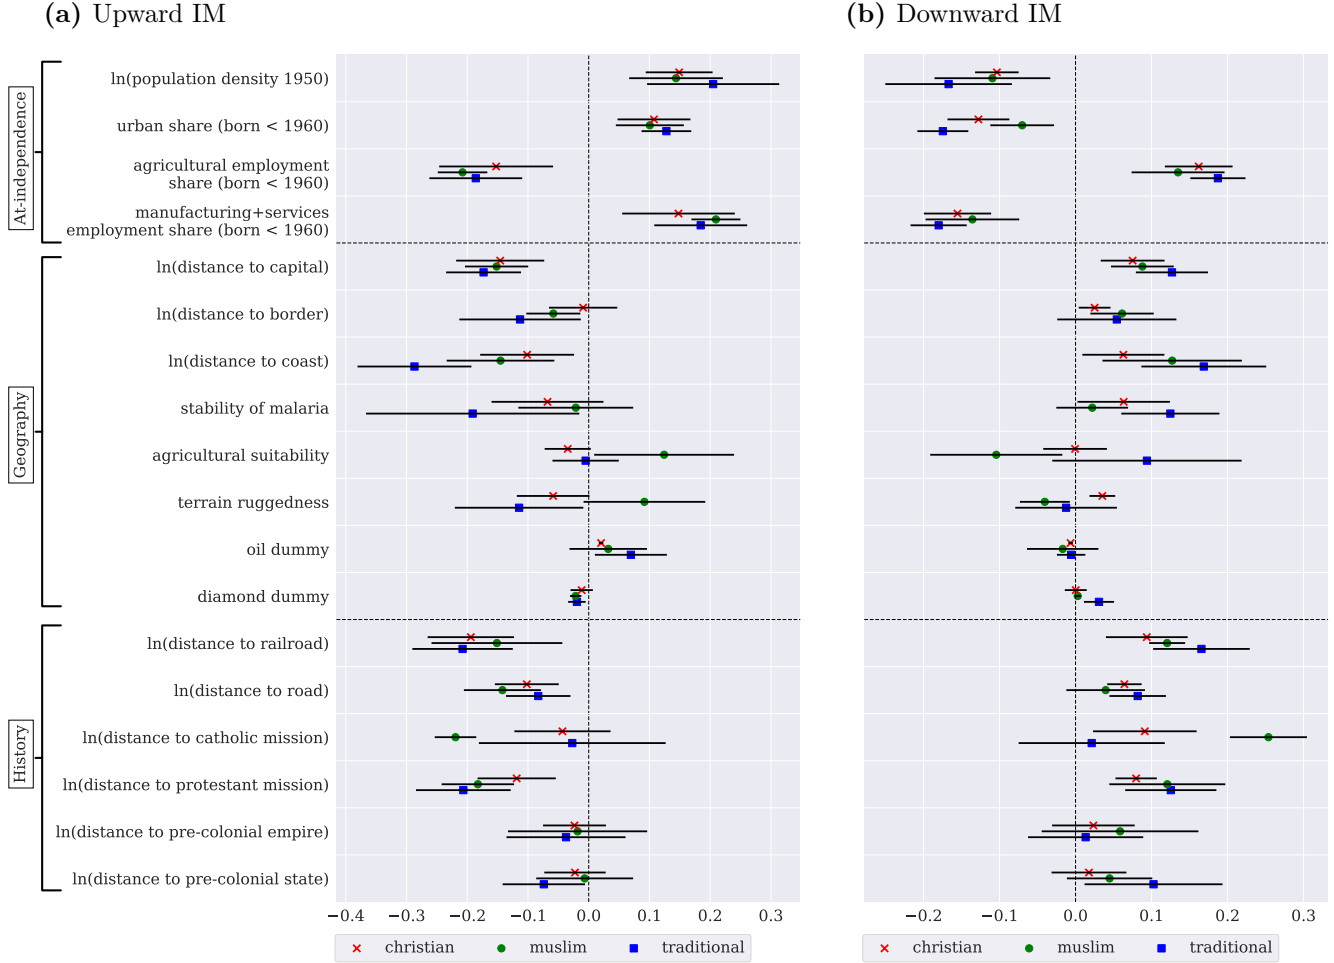 (a) Upward IM
(b) Downward IM
At-independence
ln(population density 1950)
urban share (born < 1960)
agricultural employment
share (born < 1960)
manufacturing+services
employment share (born < 1960)
Geography
ln(distance to capital)
ln(distance to border)
ln(distance to coast)
stability of malaria
agricultural suitability
terrain ruggedness
oil dummy
diamond dummy
History
ln(distance to railroad)
ln(distance to road)
ln(distance to catholic mission)
ln(distance to protestant mission)
ln(distance to pre-colonial empire)
ln(distance to pre-colonial state)
−0.4 −0.3 −0.2 −0.1 0.0 0.1 0.2 0.3
−0.2 −0.1 0.0 0.1 0.2 0.3
christian muslim traditional
christian muslim traditional